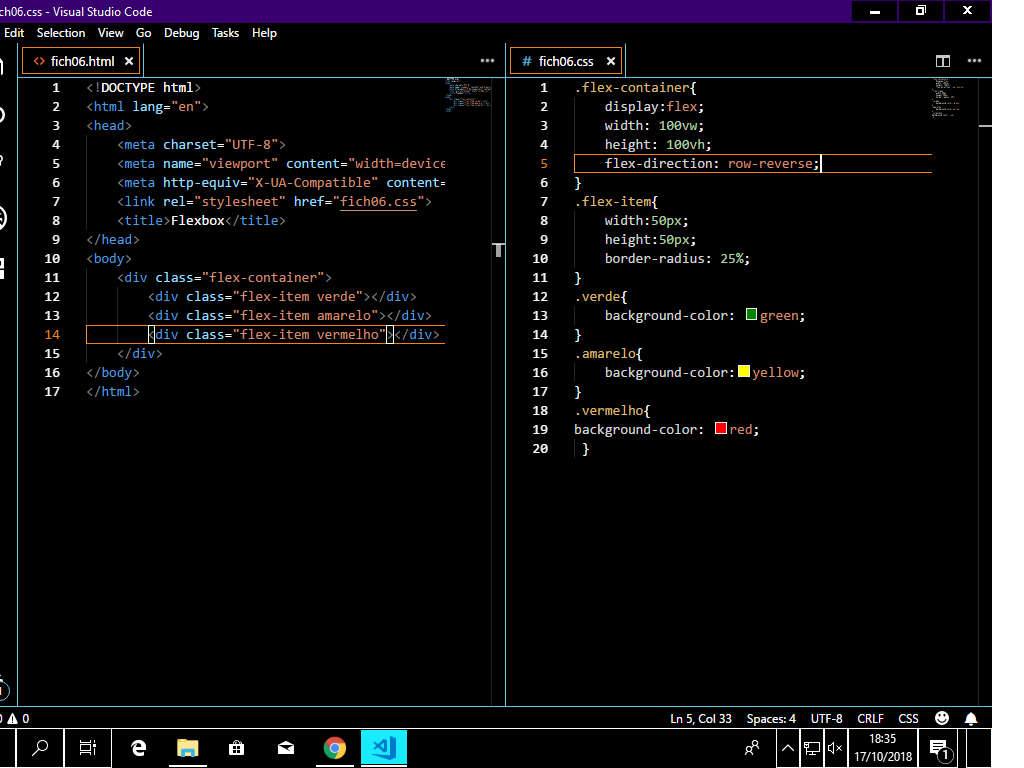 ch06.css - Visual Studio Code
Edit Selection View Go Debug Tasks Help
<> fich06.html × ···
1 <!DOCTYPE html>
2 <html lang="en">
3 <head>
4 <meta charset="UTF-8">
5 <meta name="viewport" content="width=device
6 <meta http-equiv="X-UA-Compatible" content=
7 <link rel="stylesheet" href="fich06.css">
8 <title>Flexbox</title>
9 </head>
10 <body>
11 <div class="flex-container">
12 <div class="flex-item verde"></div>
13 <div class="flex-item amarelo"></div>
14 <div class="flex-item vermelho"></div>
15 </div>
16 </body>
17 </html>
# fich06.css × ···
1 .flex-container{
2 display:flex;
3 width: 100vw;
4 height: 100vh;
5 flex-direction: row-reverse;
6 }
7 .flex-item{
8 width:50px;
9 height:50px;
10 border-radius: 25%;
11 }
12 .verde{
13 background-color: green;
14 }
15 .amarelo{
16 background-color: yellow;
17 }
18 .vermelho{
19 background-color: red;
20 }
0 Ln 5, Col 33 Spaces: 4 UTF-8 CRLF CSS
18:35
17/10/2018
1